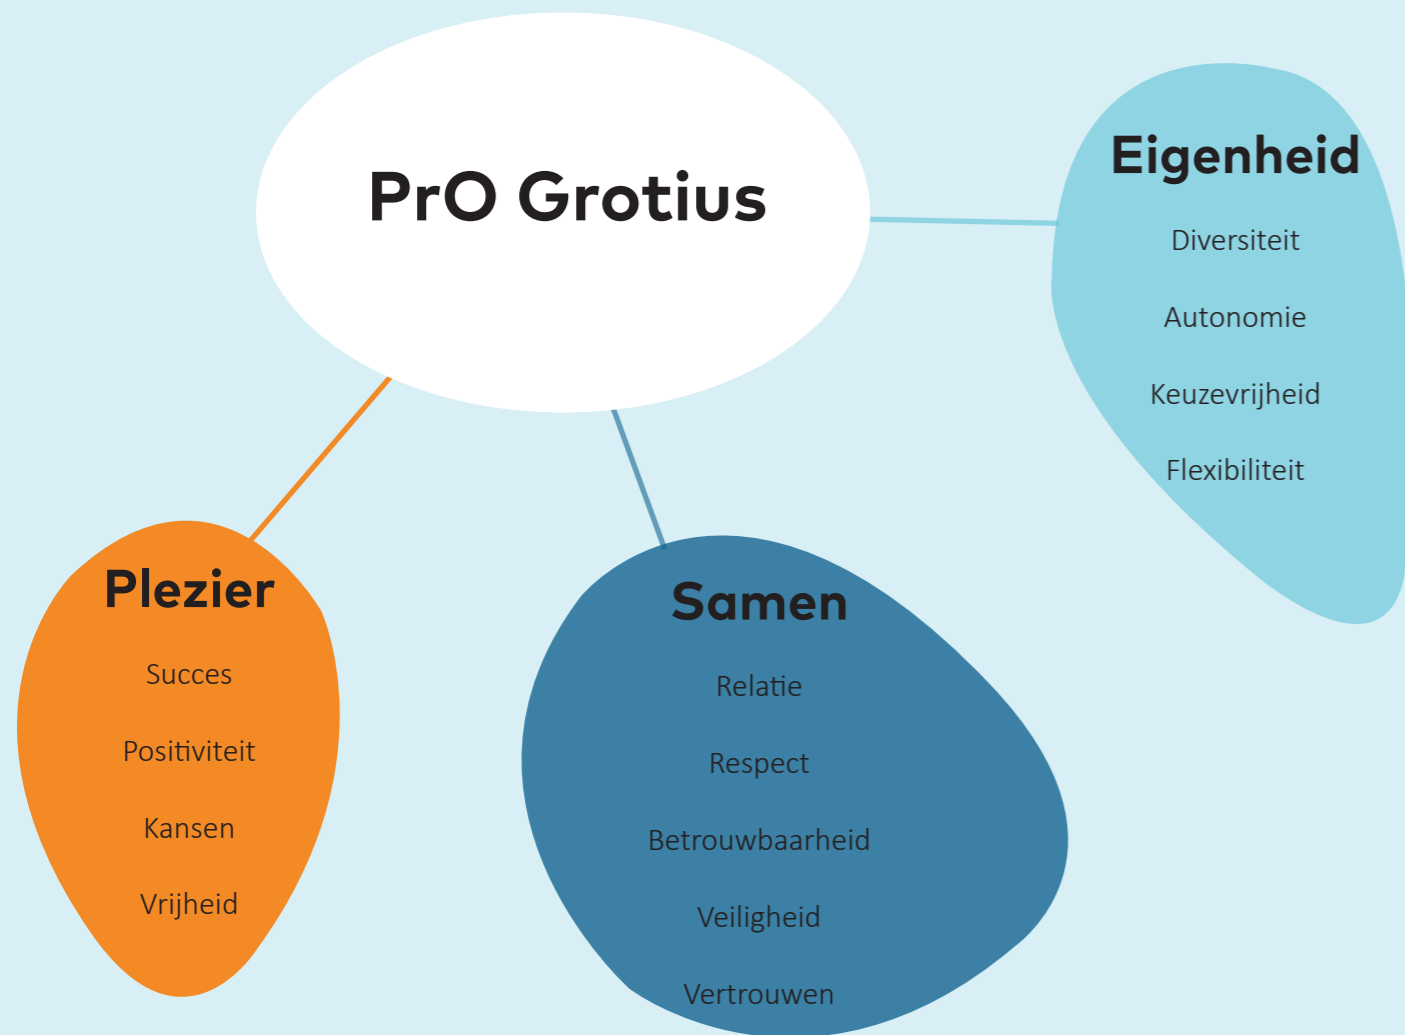 PrO Grotius
Eigenheid
Diversiteit
Autonomie
Keuzevrijheid
Flexibiliteit
Plezier
Succes
Positiviteit
Kansen
Vrijheid
Samen
Relatie
Respect
Betrouwbaarheid
Veiligheid
Vertrouwen